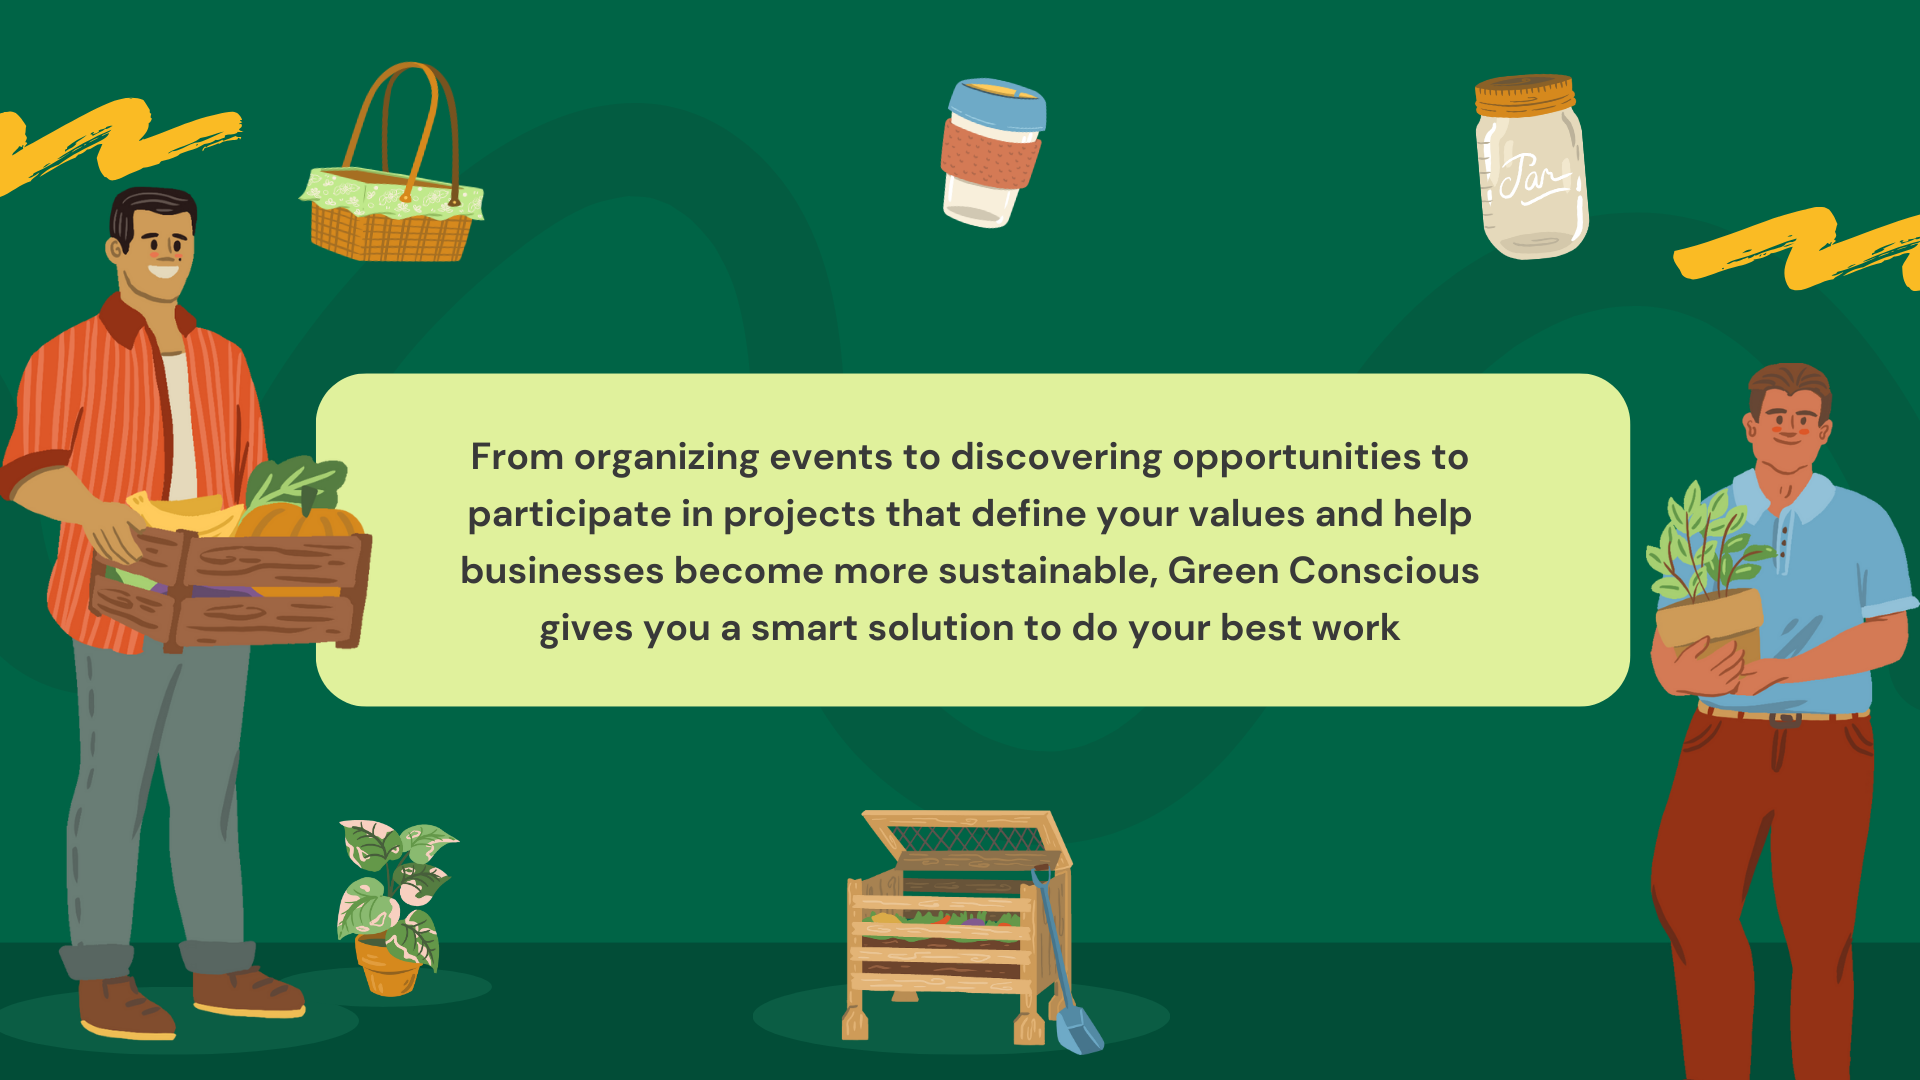 Jar
From organizing events to discovering opportunities to
participate in projects that define your values and help
businesses become more sustainable, Green Conscious
gives you a smart solution to do your best work